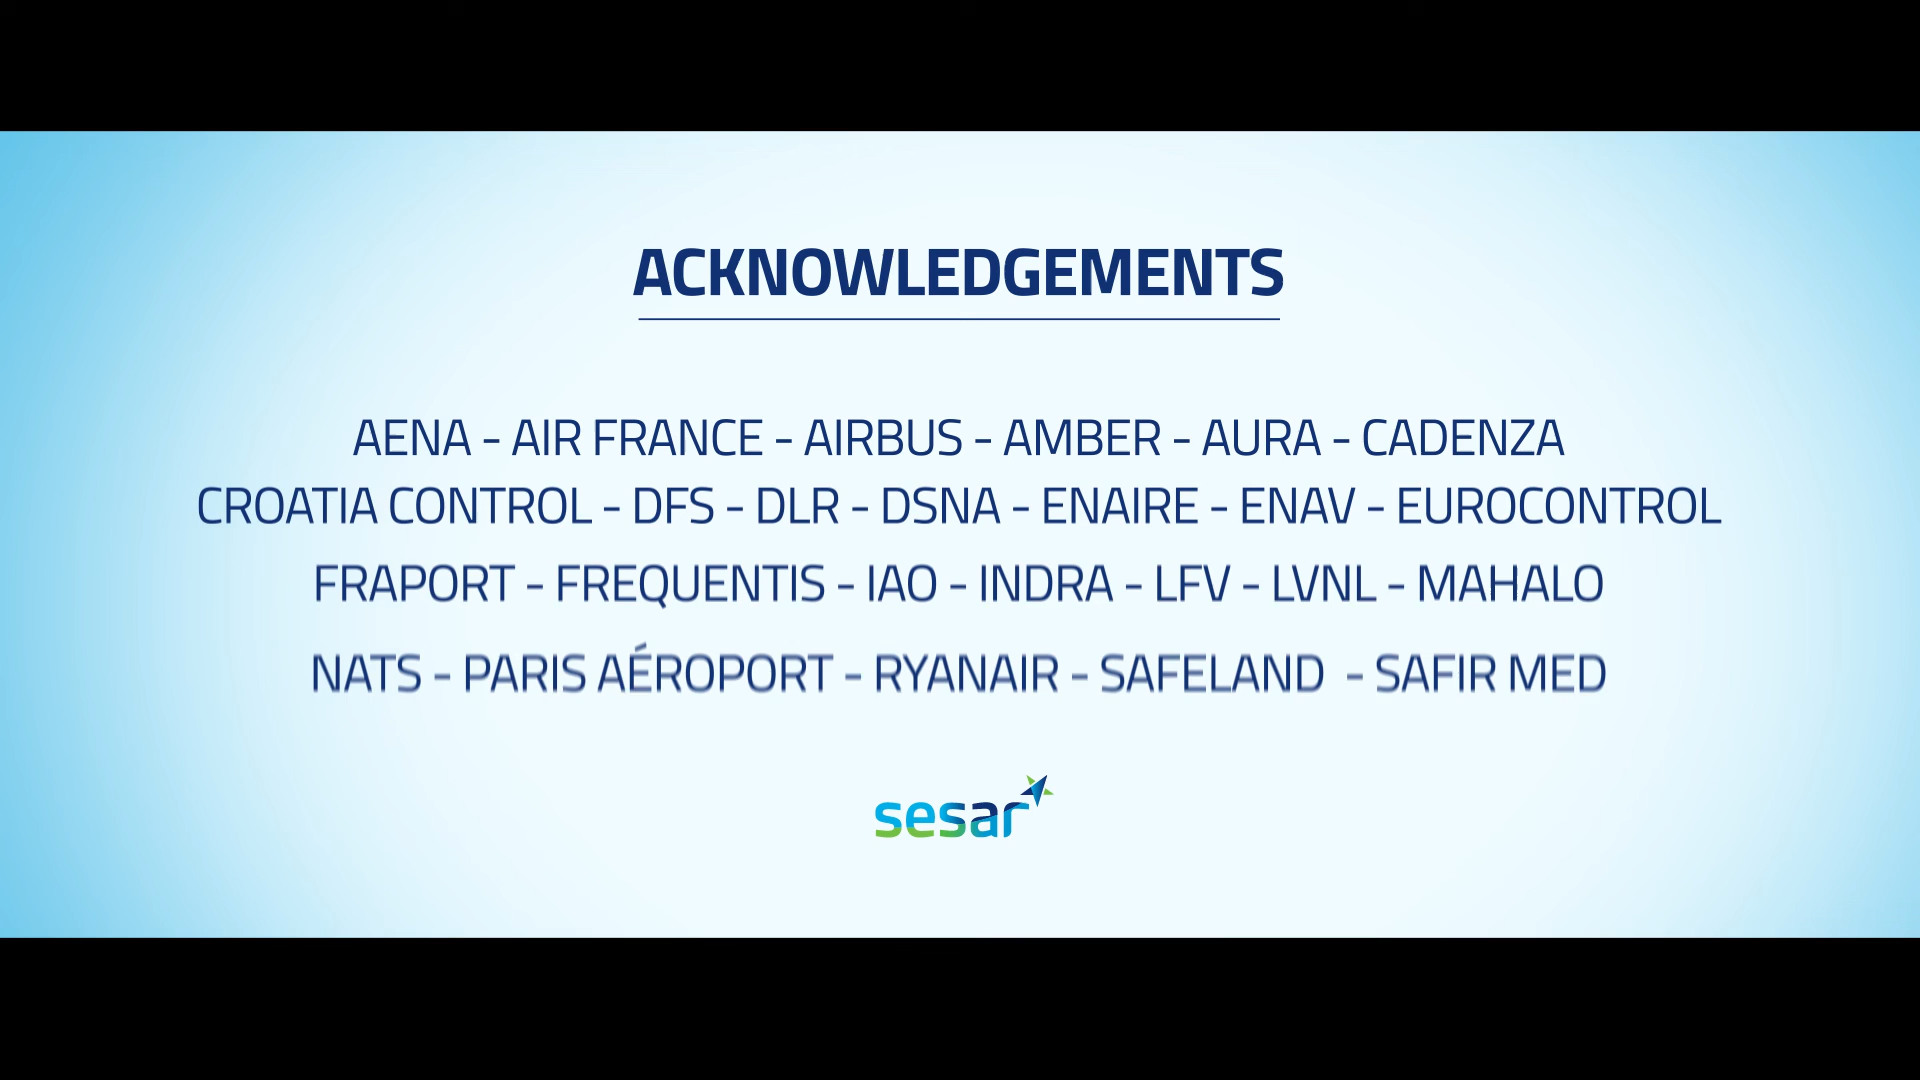 ACKNOWLEDGEMENTS
AENA - AIR FRANCE - AIRBUS - AMBER - AURA - CADENZA
CROATIA CONTROL - DFS - DLR - DSNA - ENAIRE - ENAV - EUROCONTROL
FRAPORT - FREQUENTIS - IAO - INDRA - LFV - LVNL - MAHALO
NATS - PARIS AÉROPORT - RYANAIR - SAFELAND - SAFIR MED
sesar